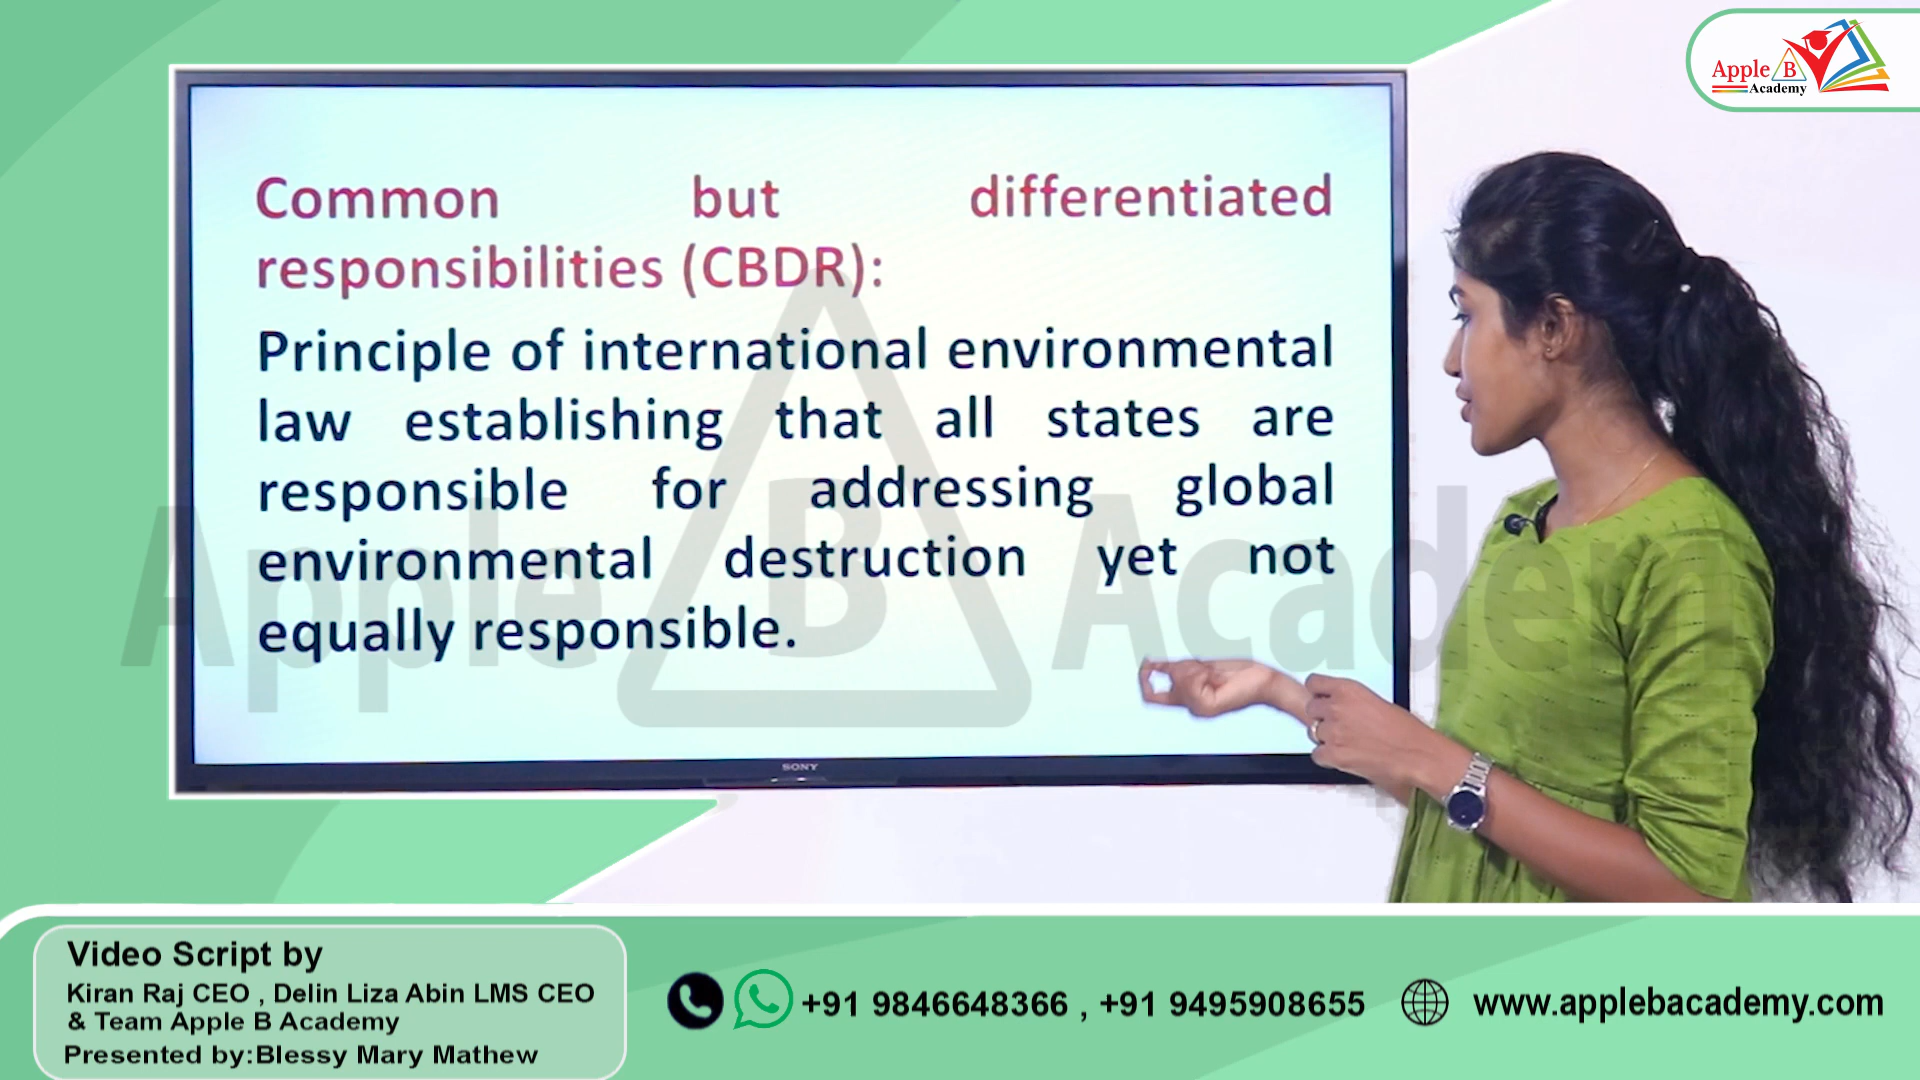 Apple B
Academy
Common but differentiated
responsibilities (CBDR):
Principle of international environmental
law establishing that all states are
responsible for addressing global
environmental destruction yet not
equally responsible.
Apple B Academy
SONY
Video Script by
Kiran Raj CEO , Delin Liza Abin LMS CEO
& Team Apple B Academy
Presented by:Blessy Mary Mathew
+91 9846648366 , +91 9495908655
www.applebacademy.com